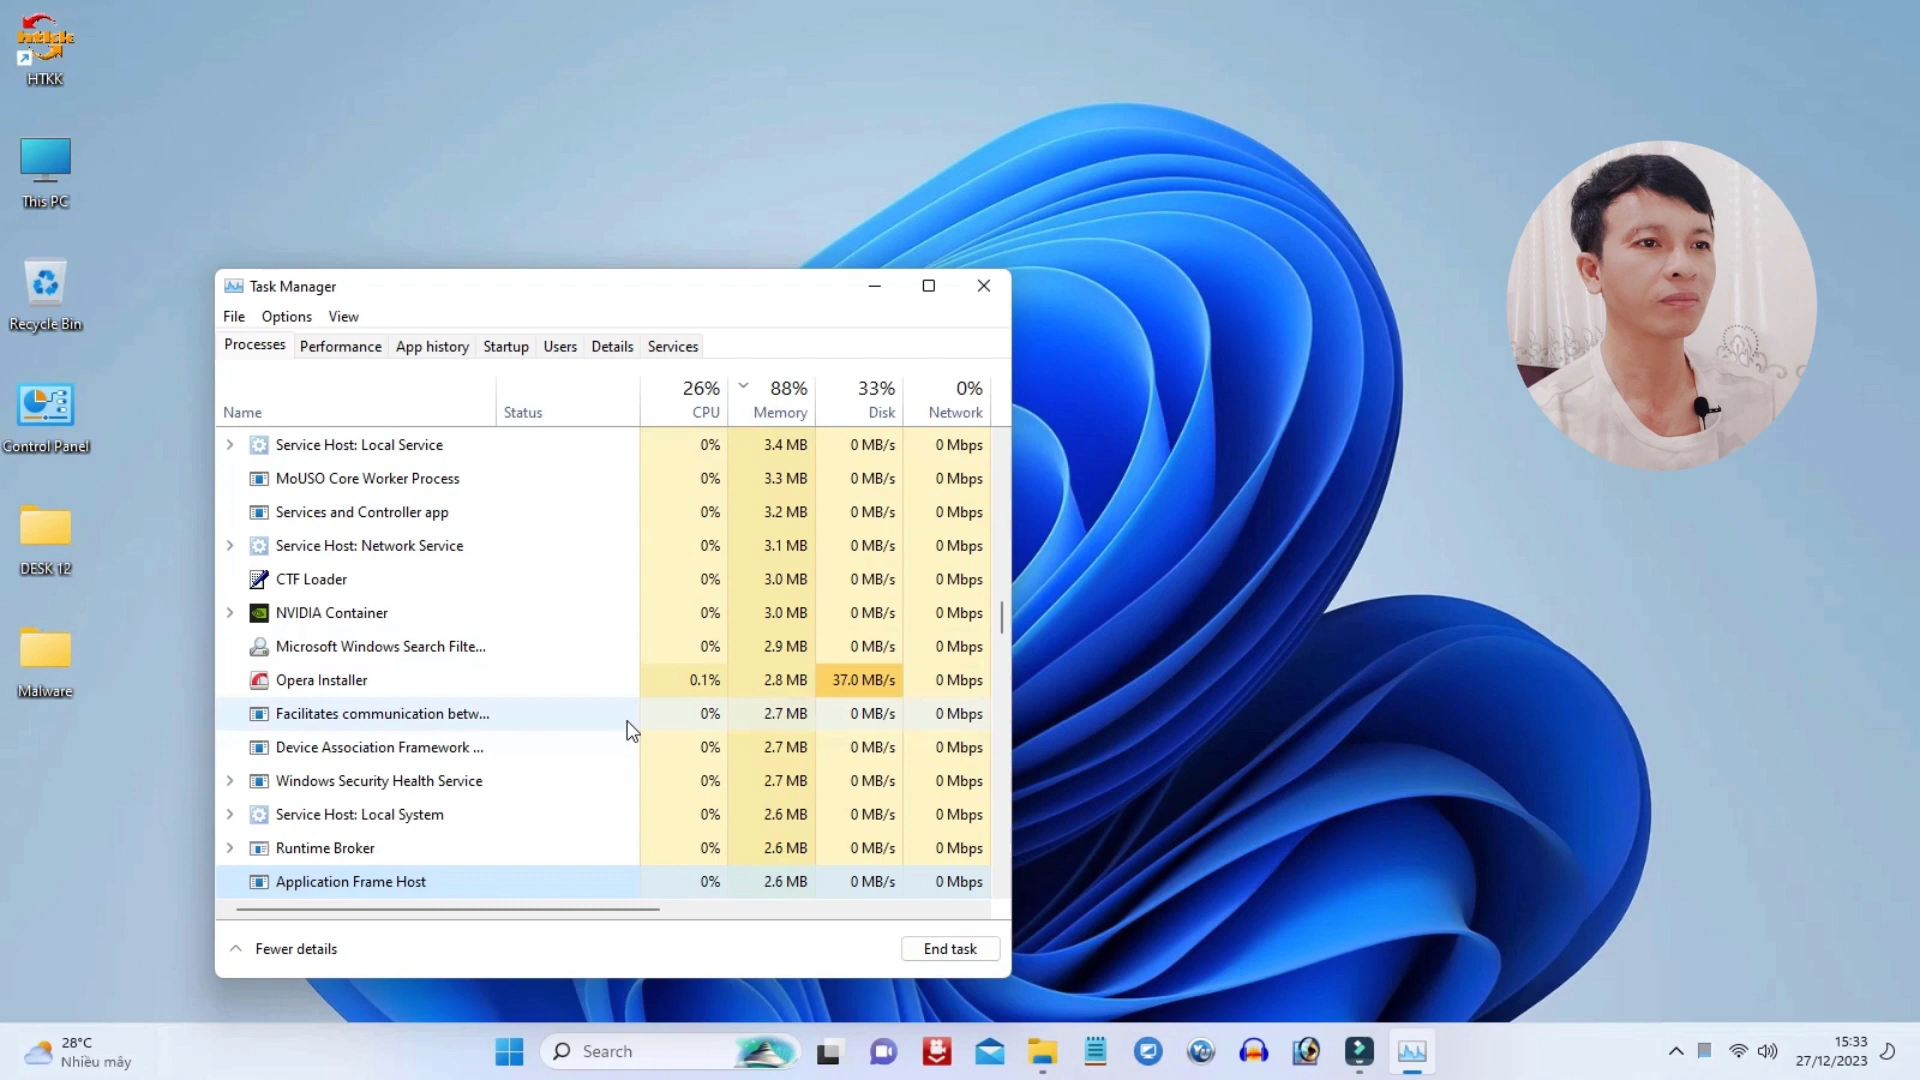 HTKK
This PC
Recycle Bin
Control Panel
DESK 12
Malware
Task Manager
File Options View
Processes Performance App history Startup Users Details Services
26% 88% 33% 0%
Name Status CPU Memory Disk Network
Service Host: Local Service 0% 3.4 MB 0 MB/s 0 Mbps
MoUSO Core Worker Process 0% 3.3 MB 0 MB/s 0 Mbps
Services and Controller app 0% 3.2 MB 0 MB/s 0 Mbps
Service Host: Network Service 0% 3.1 MB 0 MB/s 0 Mbps
CTF Loader 0% 3.0 MB 0 MB/s 0 Mbps
NVIDIA Container 0% 3.0 MB 0 MB/s 0 Mbps
Microsoft Windows Search Filte... 0% 2.9 MB 0 MB/s 0 Mbps
Opera Installer 0.1% 2.8 MB 37.0 MB/s 0 Mbps
Facilitates communication betw... 0% 2.7 MB 0 MB/s 0 Mbps
Device Association Framework ... 0% 2.7 MB 0 MB/s 0 Mbps
Windows Security Health Service 0% 2.7 MB 0 MB/s 0 Mbps
Service Host: Local System 0% 2.6 MB 0 MB/s 0 Mbps
Runtime Broker 0% 2.6 MB 0 MB/s 0 Mbps
Application Frame Host 0% 2.6 MB 0 MB/s 0 Mbps
Fewer details End task
28°C
Nhiều mây
Search
15:33
27/12/2023